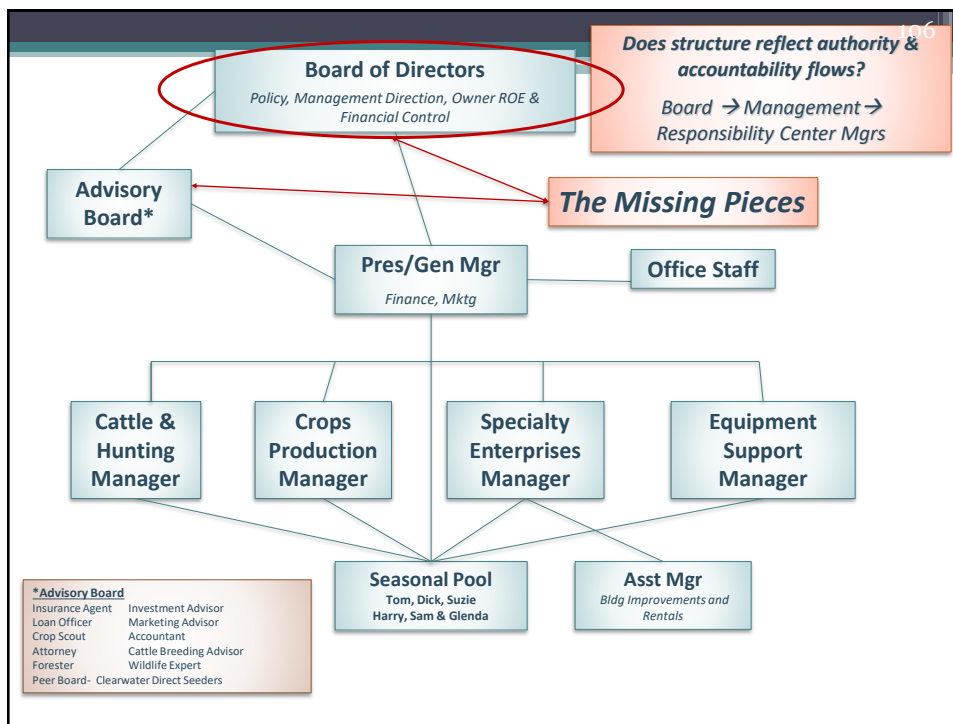 106
Does structure reflect authority &
accountability flows?
Board → Management →
Responsibility Center Mgrs
Board of Directors
Policy, Management Direction, Owner ROE &
Financial Control
Advisory
Board*
The Missing Pieces
Pres/Gen Mgr
Finance, Mktg
Office Staff
Cattle &
Hunting
Manager
Crops
Production
Manager
Specialty
Enterprises
Manager
Equipment
Support
Manager
Seasonal Pool
Tom, Dick, Suzie
Harry, Sam & Glenda
Asst Mgr
Bldg Improvements and
Rentals
*Advisory Board
Insurance Agent Investment Advisor
Loan Officer Marketing Advisor
Crop Scout Accountant
Attorney Cattle Breeding Advisor
Forester Wildlife Expert
Peer Board- Clearwater Direct Seeders